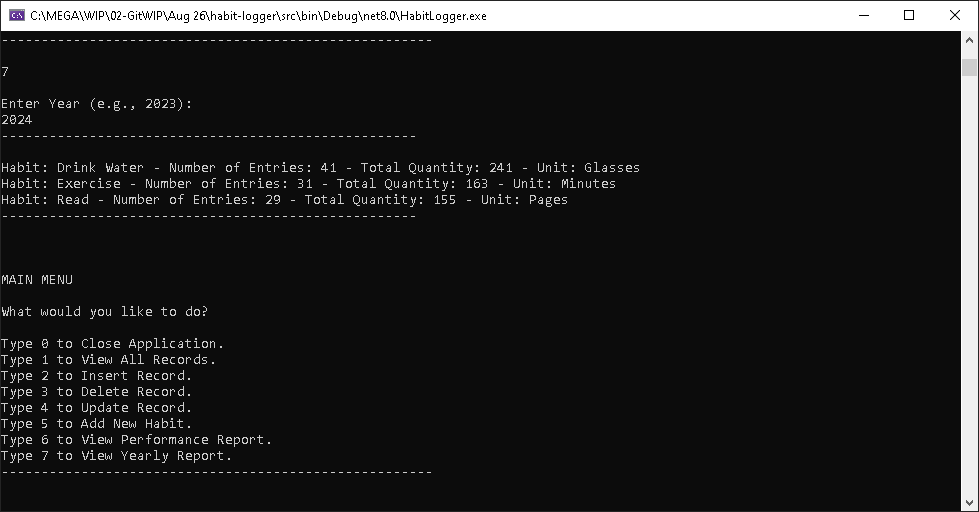 C:\MEGA\WIP\02-GitWIP\Aug 26\habit-logger\src\bin\Debug\net8.0\HabitLogger.exe
------------------------------------------------------
7
Enter Year (e.g., 2023):
2024
----------------------------------------------------
Habit: Drink Water - Number of Entries: 41 - Total Quantity: 241 - Unit: Glasses
Habit: Exercise - Number of Entries: 31 - Total Quantity: 163 - Unit: Minutes
Habit: Read - Number of Entries: 29 - Total Quantity: 155 - Unit: Pages
----------------------------------------------------
MAIN MENU
What would you like to do?
Type 0 to Close Application.
Type 1 to View All Records.
Type 2 to Insert Record.
Type 3 to Delete Record.
Type 4 to Update Record.
Type 5 to Add New Habit.
Type 6 to View Performance Report.
Type 7 to View Yearly Report.
------------------------------------------------------